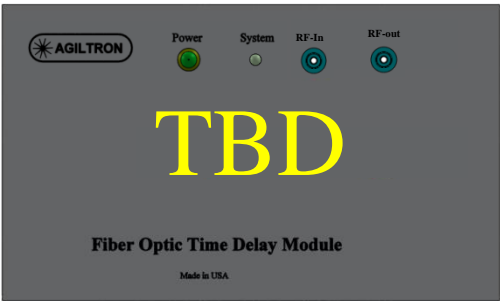 AGILTRON
Power System RF-In RF-out
TBD
Fiber Optic Time Delay Module
Made in USA